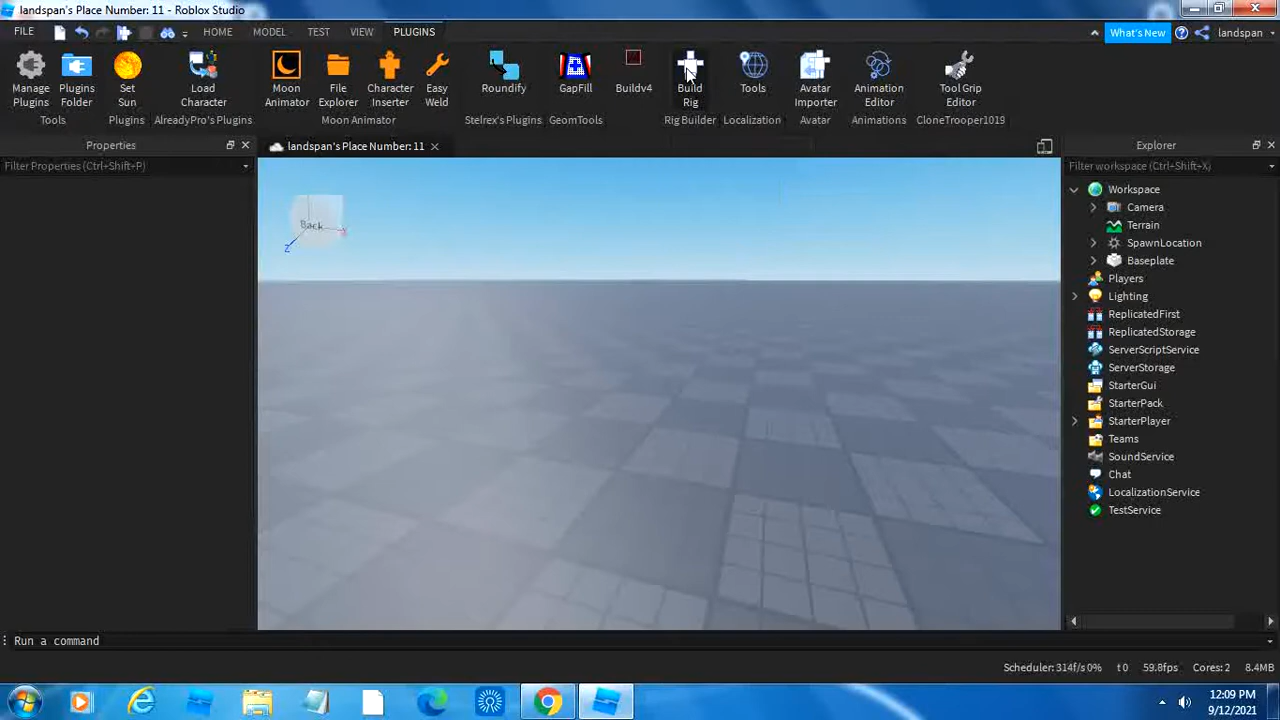 landspan's Place Number: 11 - Roblox Studio
FILE HOME MODEL TEST VIEW PLUGINS What's New landspan
Manage Plugins
Plugins Folder
Set Sun
Load Character
Moon Animator
File Explorer
Character Inserter
Easy Weld
Roundify
GapFill
Buildv4
Build Rig
Tools
Avatar Importer
Animation Editor
Tool Grip Editor
Tools Plugins AlreadyPro's Plugins Moon Animator Stelrex's Plugins GeomTools Rig Builder Localization Avatar Animations CloneTrooper1019
Properties
Filter Properties (Ctrl+Shift+P)
landspan's Place Number: 11
Back
Z
Explorer
Filter workspace (Ctrl+Shift+X)
Workspace
Camera
Terrain
SpawnLocation
Baseplate
Players
Lighting
ReplicatedFirst
ReplicatedStorage
ServerScriptService
ServerStorage
StarterGui
StarterPack
StarterPlayer
Teams
SoundService
Chat
LocalizationService
TestService
Run a command
Scheduler: 314f/s 0% t 0 59.8fps Cores: 2 8.4MB
12:09 PM
9/12/2021